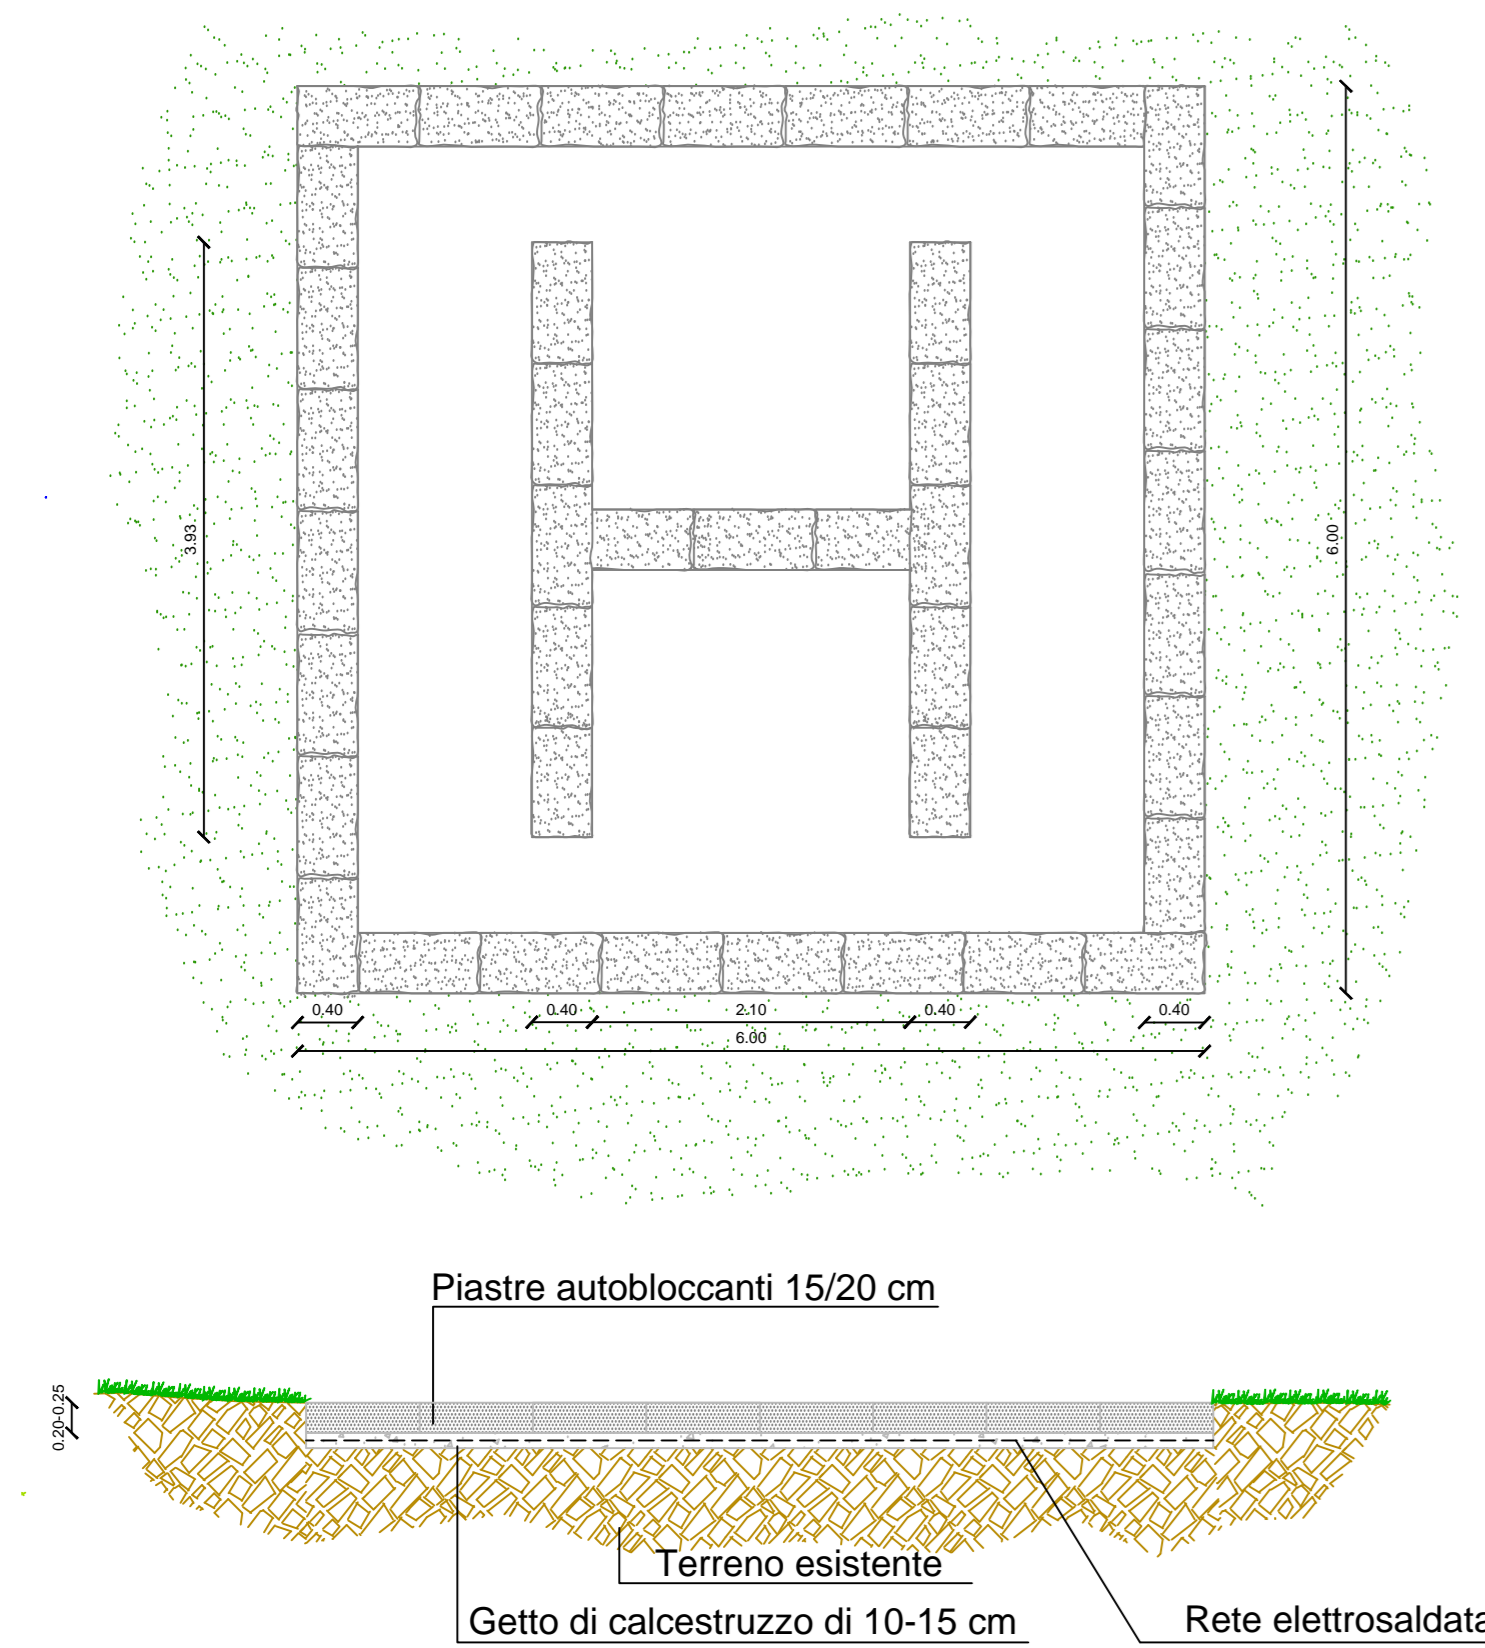 3.93
6.00
0.40
0.40
2.10
0.40
0.40
6.00
Piastre autobloccanti 15/20 cm
0.20-0.25
Terreno esistente
Getto di calcestruzzo di 10-15 cm
Rete elettrosaldata